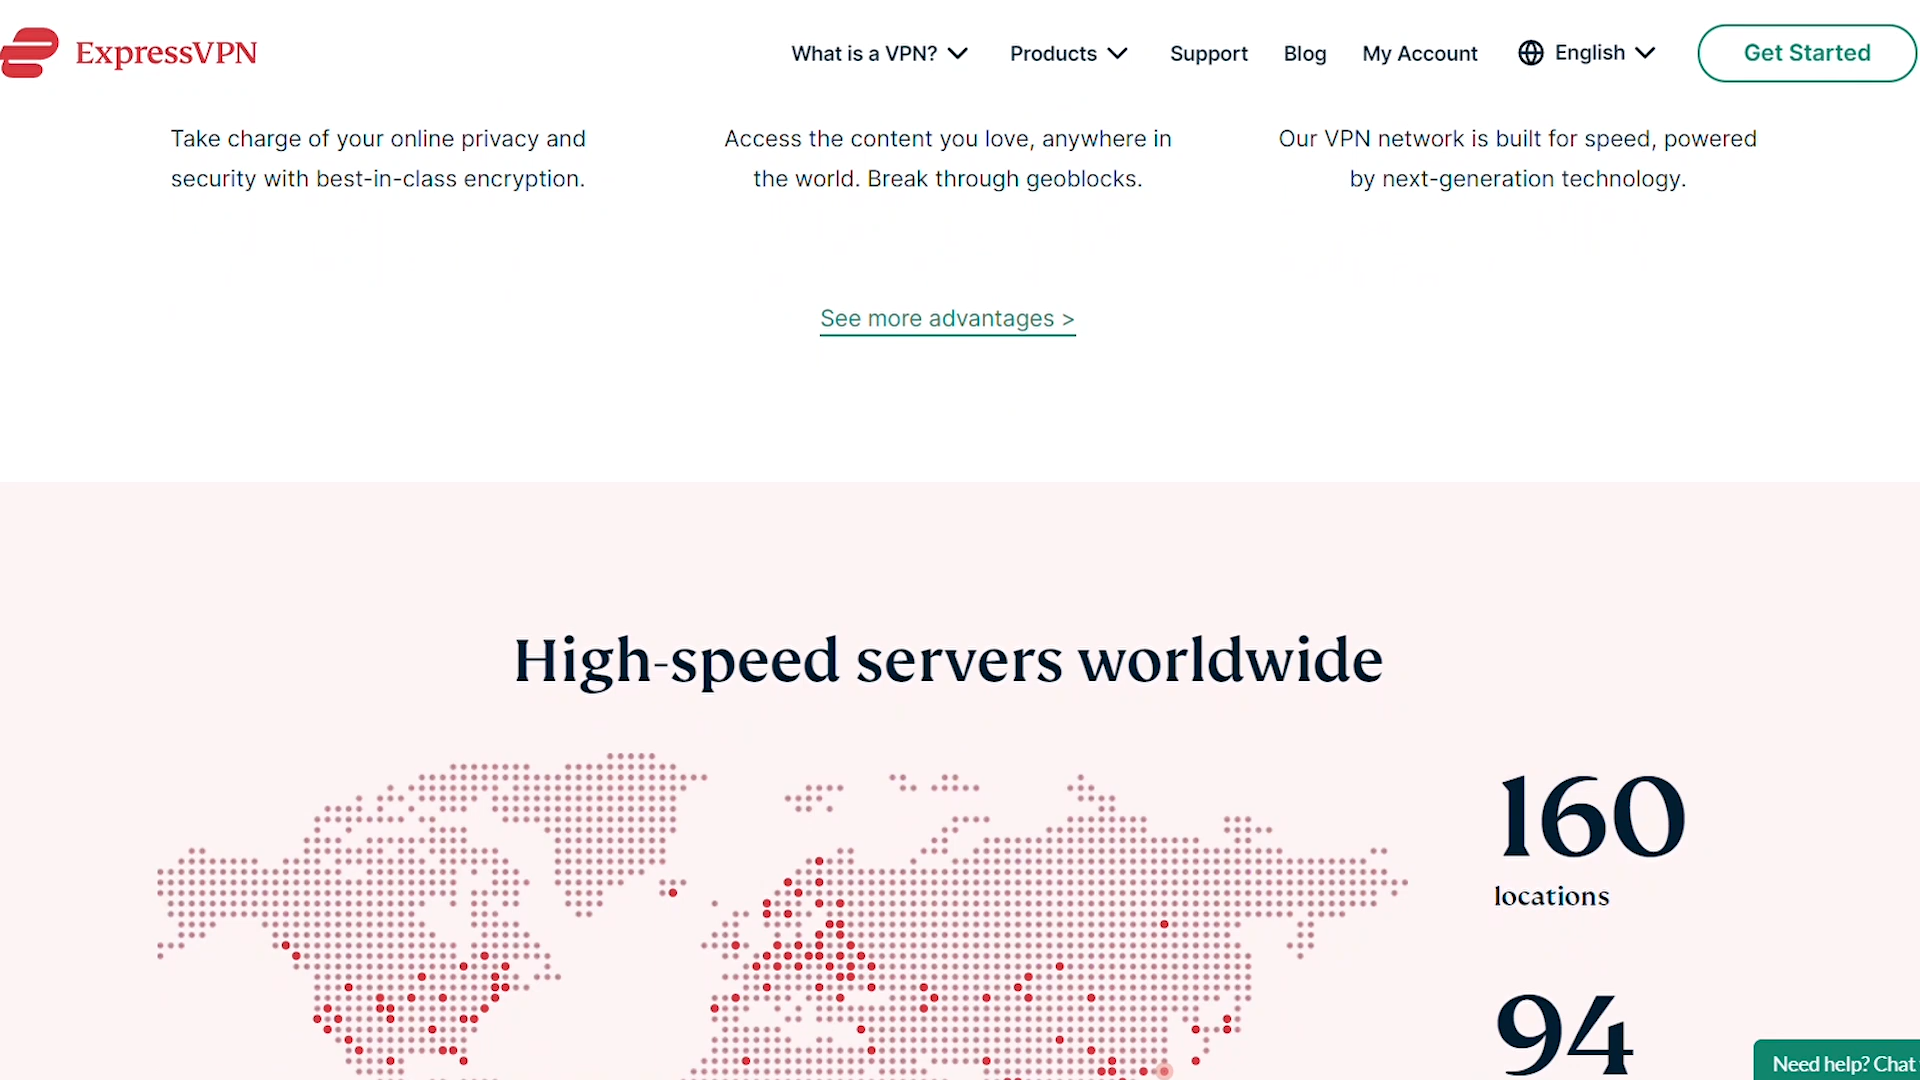 ExpressVPN
What is a VPN? Products Support Blog My Account English Get Started
Take charge of your online privacy and
security with best-in-class encryption.
Access the content you love, anywhere in
the world. Break through geoblocks.
Our VPN network is built for speed, powered
by next-generation technology.
See more advantages >
High-speed servers worldwide
160
locations
94
Need help? Chat